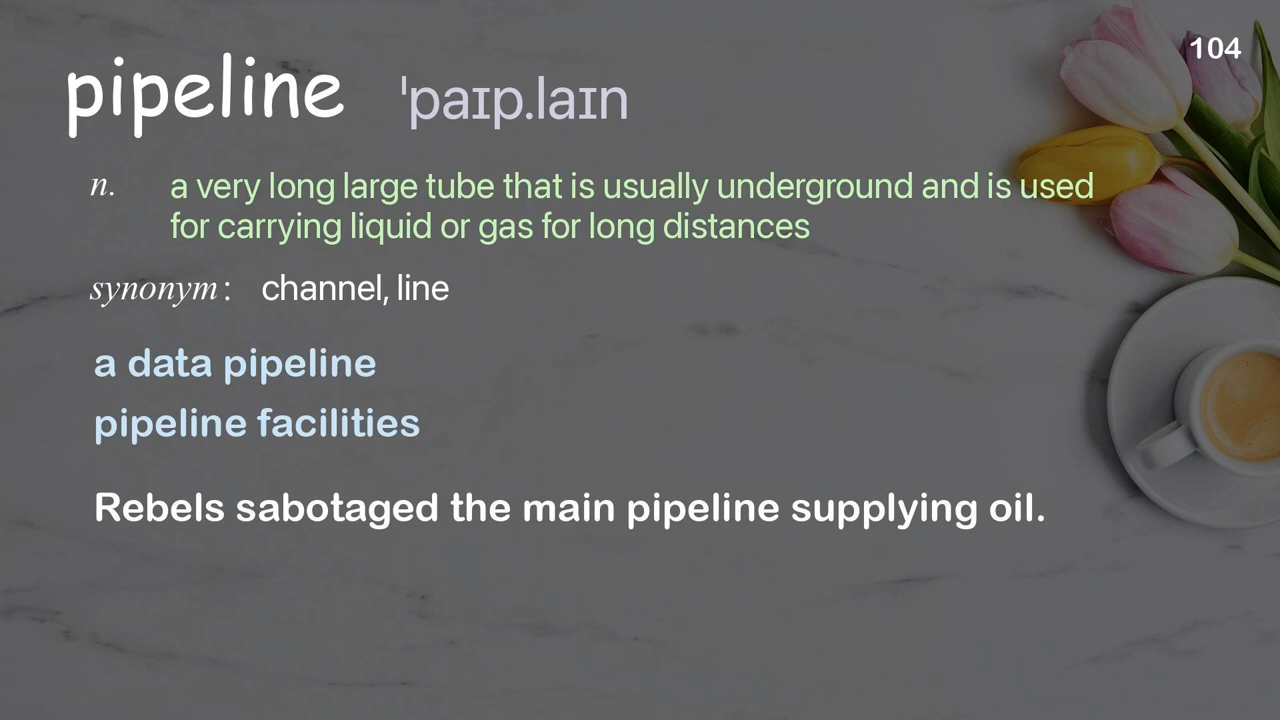 104
pipeline ˈpaɪp.laɪn
n. a very long large tube that is usually underground and is used
for carrying liquid or gas for long distances
synonym : channel, line
a data pipeline
pipeline facilities
Rebels sabotaged the main pipeline supplying oil.